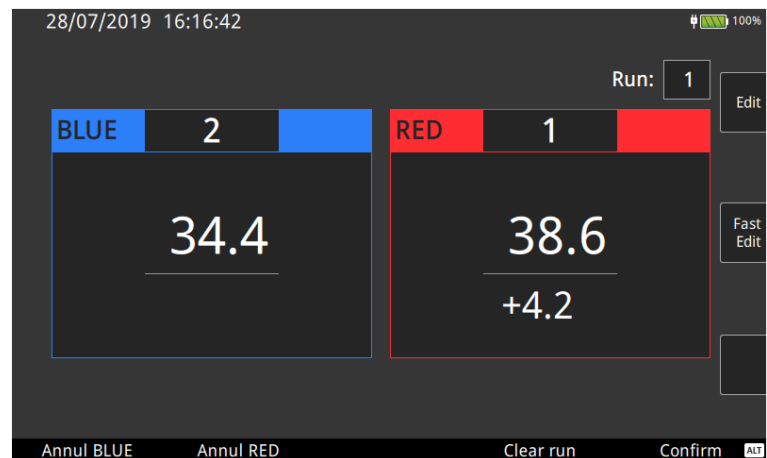 28/07/2019 16:16:42 100%
Run: 1
Edit
BLUE 2 RED 1
34.4 38.6
Fast
Edit
+4.2
Annul BLUE Annul RED Clear run Confirm ALT